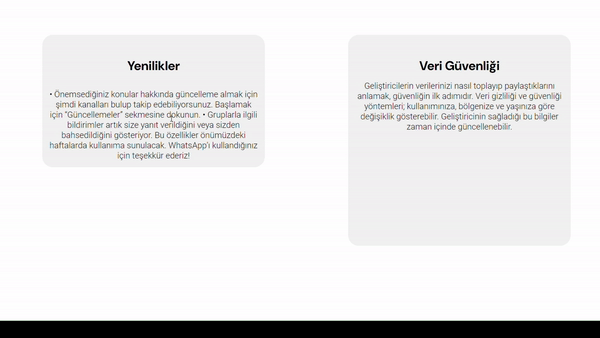 Yenilikler
• Önemsediğiniz konular hakkında güncelleme almak için
şimdi kanalları bulup takip edebiliyorsunuz. Başlamak
için "Güncellemeler" sekmesine dokunun. • Gruplarla ilgili
bildirimler artık size yanıt verildiğini veya sizden
bahsedildiğini gösteriyor. Bu özellikler önümüzdeki
haftalarda kullanıma sunulacak. WhatsApp'ı kullandığınız
için teşekkür ederiz!
Veri Güvenliği
Geliştiricilerin verilerinizi nasıl toplayıp paylaştıklarını
anlamak, güvenliğin ilk adımıdır. Veri gizliliği ve güvenliği
yöntemleri; kullanımınıza, bölgenize ve yaşınıza göre
değişiklik gösterebilir. Geliştiricinin sağladığı bu bilgiler
zaman içinde güncellenebilir.